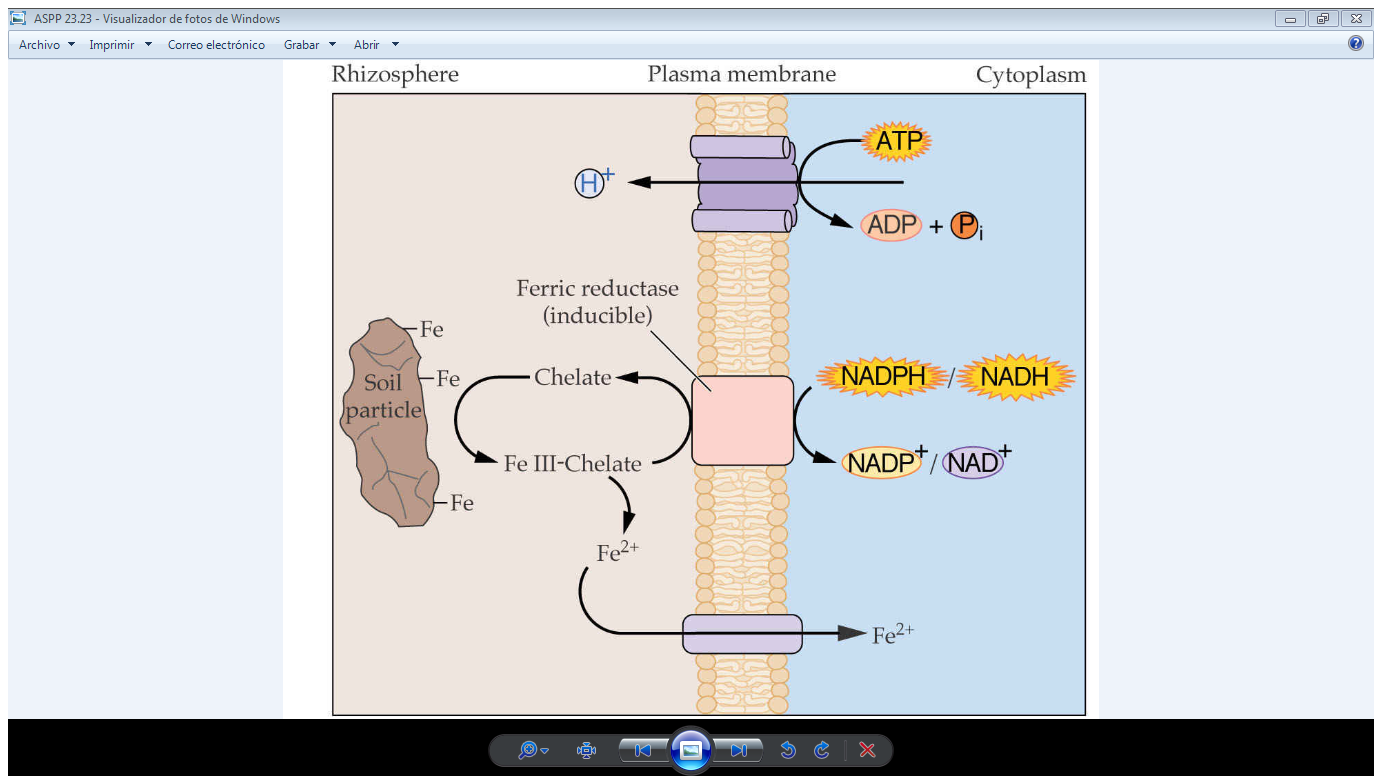 ASPP 23.23 - Visualizador de fotos de Windows
Archivo Imprimir Correo electrónico Grabar Abrir
Rhizosphere Plasma membrane Cytoplasm
ATP
H+
ADP + Pi
Ferric reductase
(inducible)
Fe
Fe
Soil
particle
Fe
Chelate
NADPH / NADH
Fe III-Chelate
NADP+ / NAD+
Fe2+
Fe2+